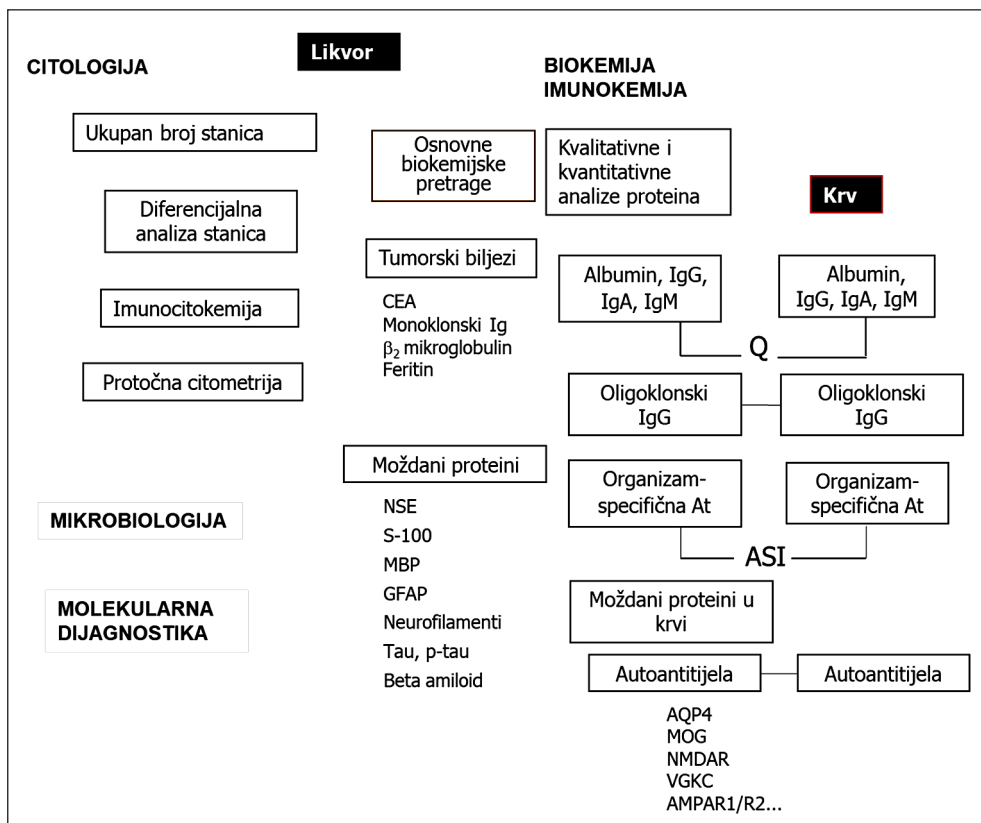 Likvor
CITOLOGIJA
Ukupan broj stanica
Diferencijalna
analiza stanica
Imunocitokemija
Protočna citometrija
MIKROBIOLOGIJA
MOLEKULARNA
DIJAGNOSTIKA
Osnovne
biokemijske
pretrage
Tumorski biljezi
CEA
Monoklonski Ig
β₂ mikroglobulin
Feritin
Moždani proteini
NSE
S-100
MBP
GFAP
Neurofilamenti
Tau, p-tau
Beta amiloid
BIOKEMIJA
IMUNOKEMIJA
Kvalitativne i
kvantitativne
analize proteina
Krv
Albumin, IgG,
IgA, IgM
Albumin,
IgG, IgA, IgM
Q
Oligoklonski
IgG
Oligoklonski
IgG
Organizam-
specifična At
Organizam-
specifična At
ASI
Moždani proteini u
krvi
Autoantitijela
Autoantitijela
AQP4
MOG
NMDAR
VGKC
AMPAR1/R2...